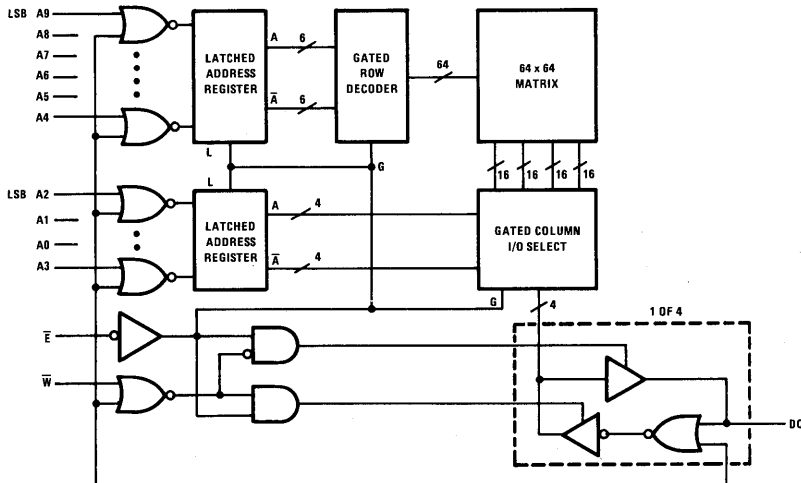 LSB A9
A8
A7
A6
A5
A4
LATCHED
ADDRESS
REGISTER
A 6
A̅ 6
L
GATED
ROW
DECODER
64
64 x 64
MATRIX
G
16 16 16 16
LSB A2
A1
A0
A3
L
LATCHED
ADDRESS
REGISTER
A 4
A̅ 4
GATED COLUMN
I/O SELECT
G
4
1 OF 4
E̅
W̅
DQ